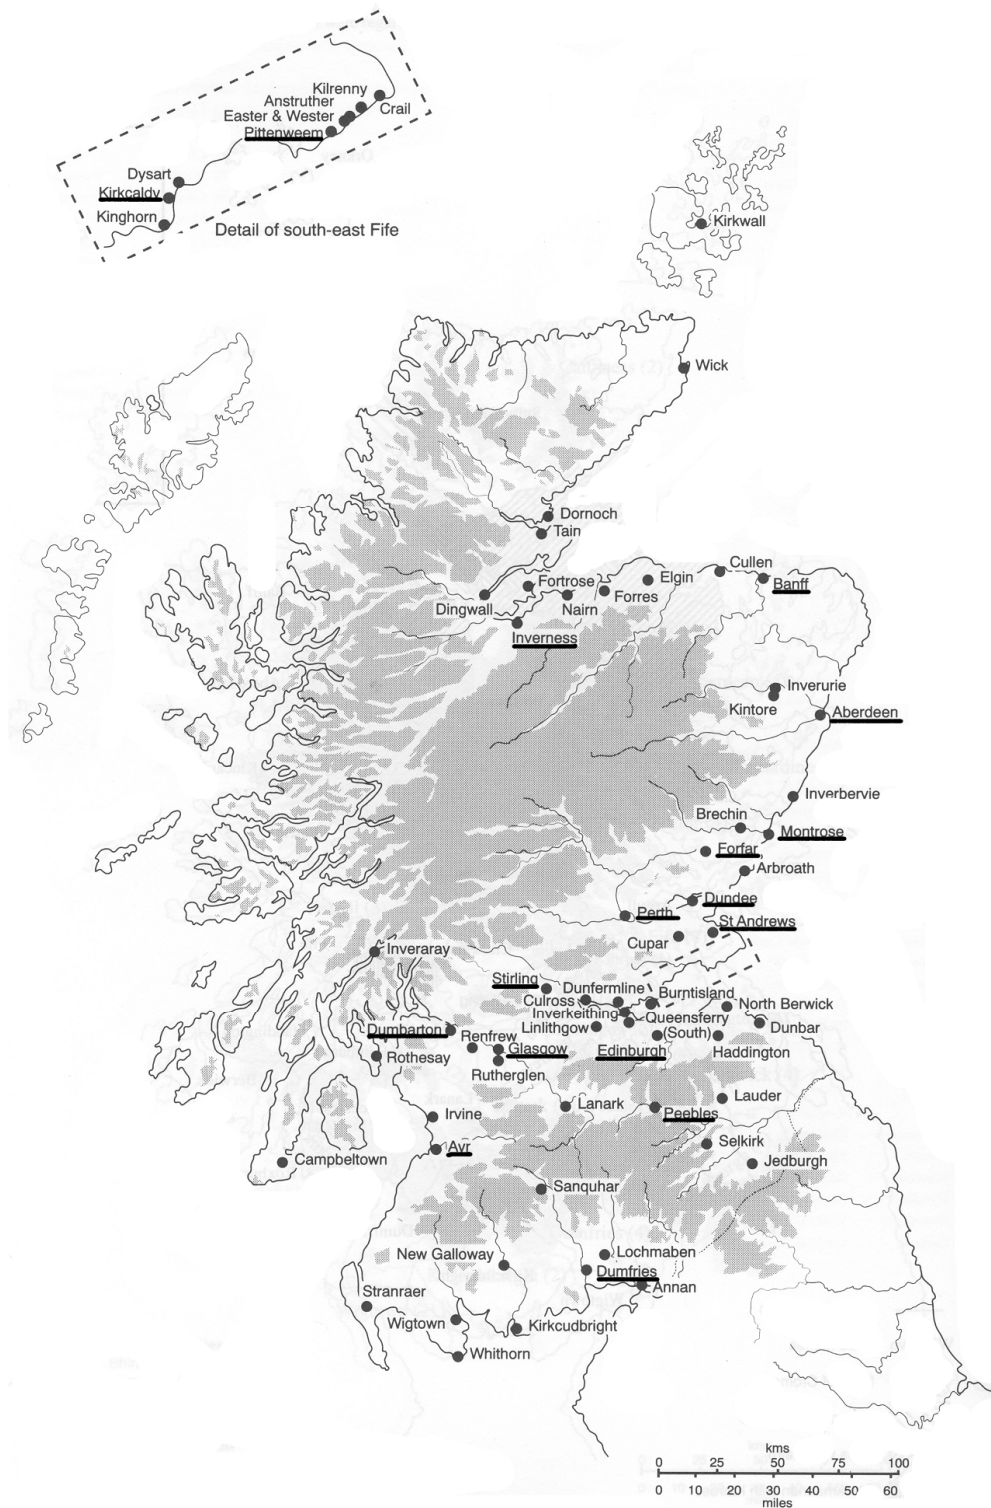 Kilrenny
Anstruther
Crail
Easter & Wester
Pittenweem
Dysart
Kirkcaldy
Kinghorn
Detail of south-east Fife
Kirkwall
Wick
Dornoch
Tain
Cullen
Elgin
Banff
Fortrose
Forres
Dingwall
Nairn
Inverness
Inverurie
Kintore
Aberdeen
Inverbervie
Brechin
Montrose
Forfar
Arbroath
Dundee
Perth
St Andrews
Cupar
Inveraray
Stirling
Dunfermline
Burntisland
Culross
North Berwick
Inverkeithing
Queensferry
(South)
Linlithgow
Dunbar
Dumbarton
Renfrew
Glasgow
Edinburgh
Haddington
Rothesay
Rutherglen
Lauder
Lanark
Irvine
Peebles
Selkirk
Ayr
Campbeltown
Jedburgh
Sanquhar
New Galloway
Lochmaben
Dumfries
Annan
Stranraer
Wigtown
Kirkcudbright
Whithorn
kms
0 25 50 75 100
0 10 20 30 40 50 60
miles